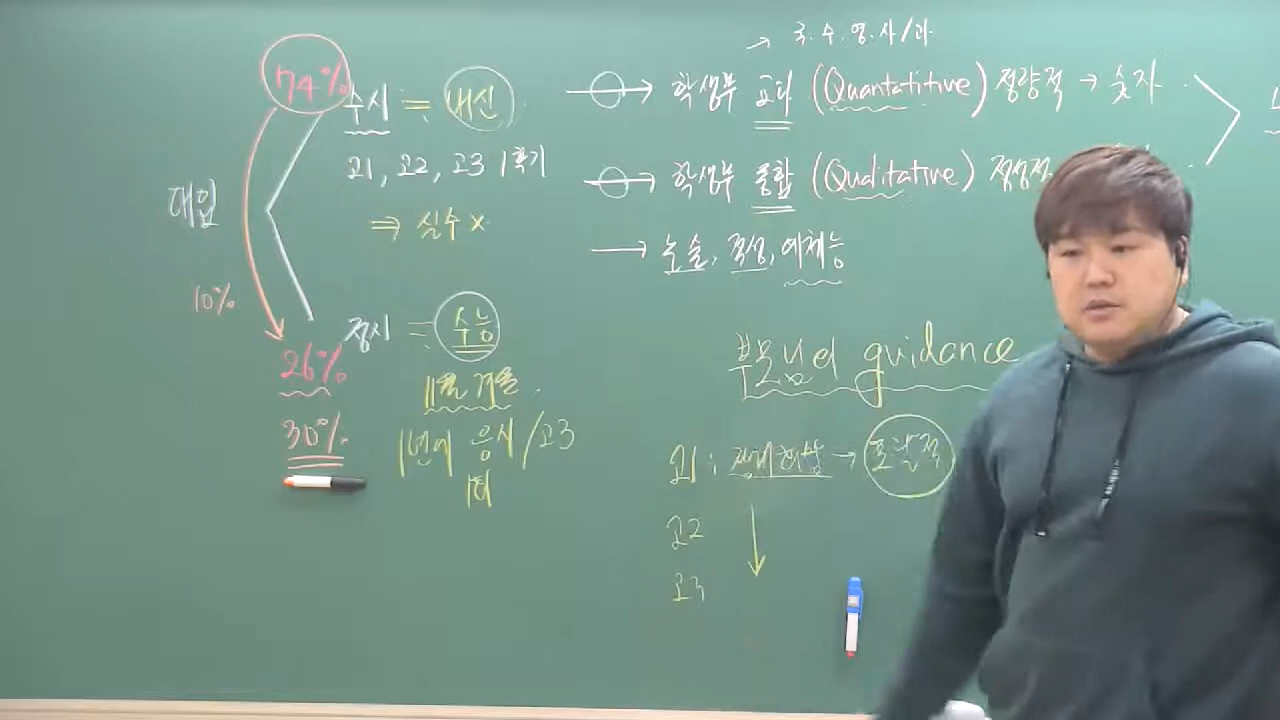 74%
수시 ≒ 내신
고1, 고2, 고3 1학기
⇒ 실수 x
대입
10%
정시 ≒ 수능
26%
11월 겨울.
30%
1번에 응시/고3
1회
→ 국·수·영·사/과
→ 학생부 교과 (Quantatitive) 정량적 → 숫자
→ 학생부 종합 (Qualitative) 정성적
→ 논술, 적성, 예체능
부모님의 guidance
고1 : → 포괄적
고2
고3